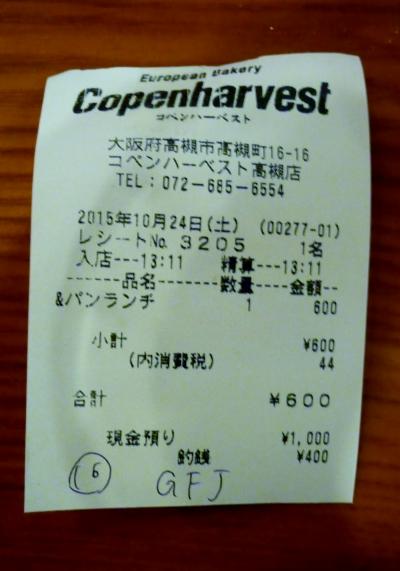 European Bakery
Copenharvest
コペンハーベスト
大阪府高槻市高槻町16-16
コペンハーベスト高槻店
TEL:072-685-6554
2015年10月24日(土) (00277-01)
レシートNo. 3205 1名
入店---13:11 精算---13:11
------品名-------数量----金額--
&パンランチ 1 600
小計 ¥600
(内消費税) 44
合計 ¥600
現金預り ¥1,000
釣銭 ¥400
GFJ